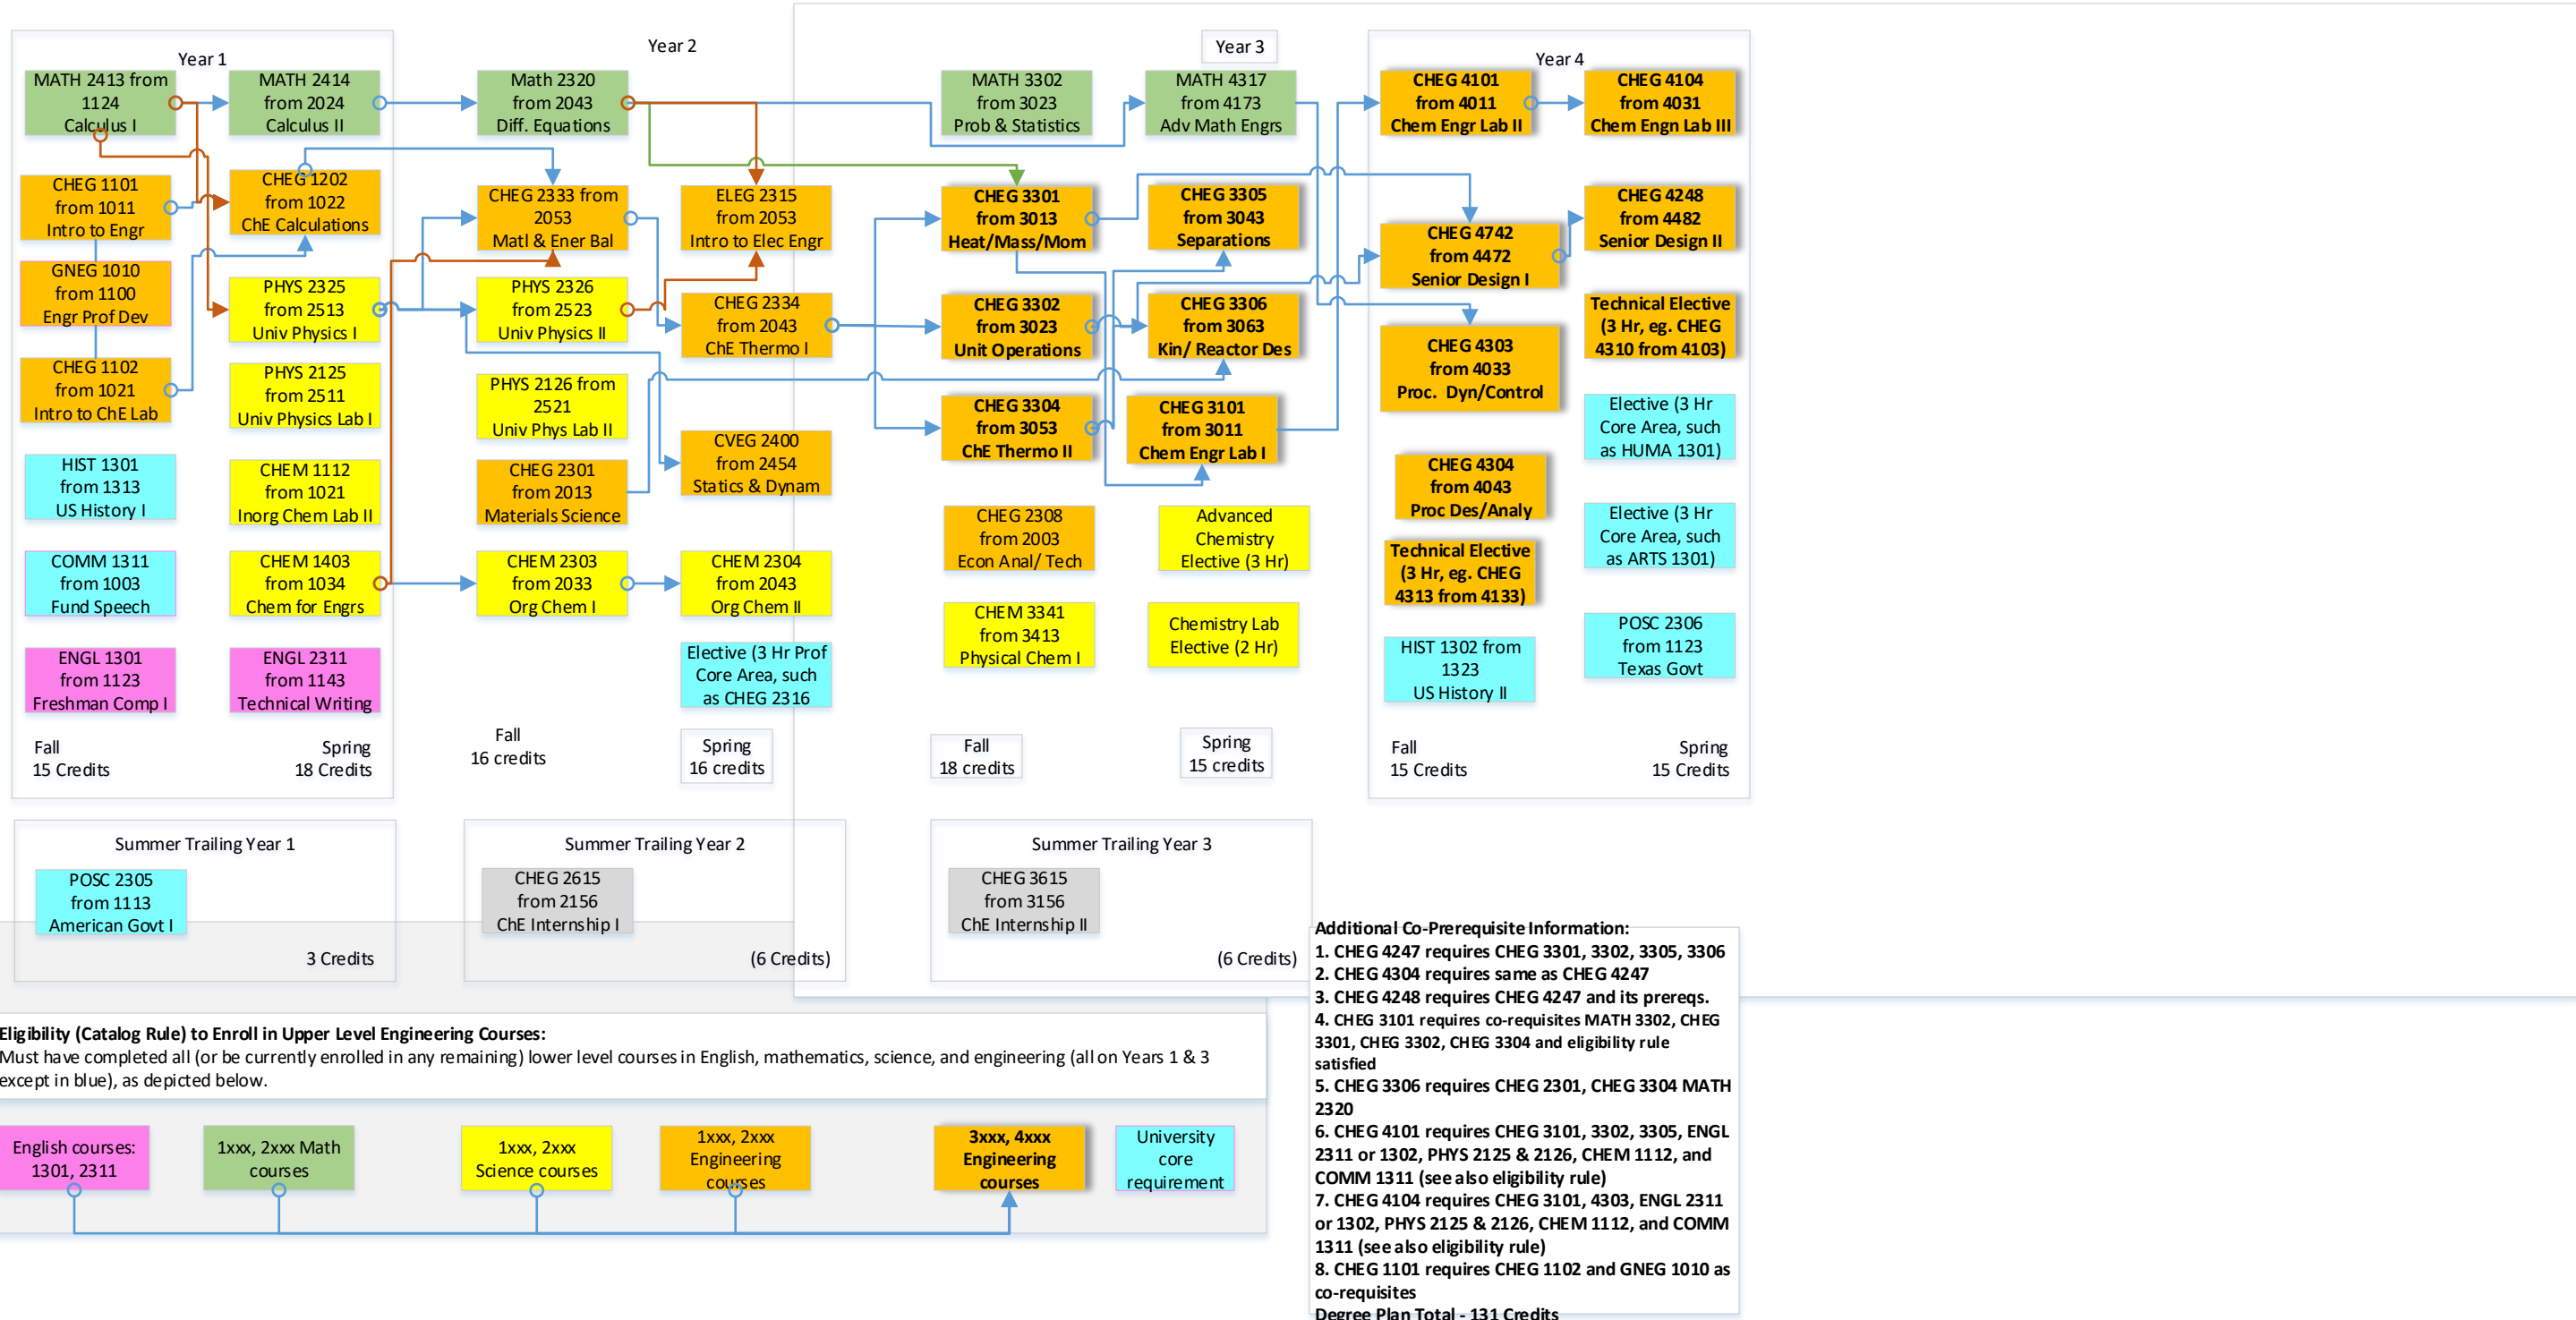 Year 1
MATH 2413 from
1124
Calculus I
CHEG 1101
from 1011
Intro to Engr
GNEG 1010
from 1100
Engr Prof Dev
CHEG 1102
from 1021
Intro to ChE Lab
HIST 1301
from 1313
US History I
COMM 1311
from 1003
Fund Speech
ENGL 1301
from 1123
Freshman Comp I
Fall
15 Credits
MATH 2414
from 2024
Calculus II
CHEG 1202
from 1022
ChE Calculations
PHYS 2325
from 2513
Univ Physics I
PHYS 2125
from 2511
Univ Physics Lab I
CHEM 1112
from 1021
Inorg Chem Lab II
CHEM 1403
from 1034
Chem for Engrs
ENGL 2311
from 1143
Technical Writing
Spring
18 Credits
Year 2
Math 2320
from 2043
Diff. Equations
CHEG 2333 from
2053
Matl & Ener Bal
PHYS 2326
from 2523
Univ Physics II
PHYS 2126 from
2521
Univ Phys Lab II
CHEG 2301
from 2013
Materials Science
CHEM 2303
from 2033
Org Chem I
Fall
16 credits
ELEG 2315
from 2053
Intro to Elec Engr
CHEG 2334
from 2043
ChE Thermo I
CVEG 2400
from 2454
Statics & Dynam
CHEM 2304
from 2043
Org Chem II
Elective (3 Hr Prof
Core Area, such
as CHEG 2316
Spring
16 credits
Year 3
MATH 3302
from 3023
Prob & Statistics
CHEG 3301
from 3013
Heat/Mass/Mom
CHEG 3302
from 3023
Unit Operations
CHEG 3304
from 3053
ChE Thermo II
CHEG 2308
from 2003
Econ Anal/ Tech
CHEM 3341
from 3413
Physical Chem I
Fall
18 credits
MATH 4317
from 4173
Adv Math Engrs
CHEG 3305
from 3043
Separations
CHEG 3306
from 3063
Kin/ Reactor Des
CHEG 3101
from 3011
Chem Engr Lab I
Advanced
Chemistry
Elective (3 Hr)
Chemistry Lab
Elective (2 Hr)
Spring
15 credits
Year 4
CHEG 4101
from 4011
Chem Engr Lab II
CHEG 4742
from 4472
Senior Design I
CHEG 4303
from 4033
Proc. Dyn/Control
CHEG 4304
from 4043
Proc Des/Analy
Technical Elective
(3 Hr, eg. CHEG
4313 from 4133)
HIST 1302 from
1323
US History II
Fall
15 Credits
CHEG 4104
from 4031
Chem Engn Lab III
CHEG 4248
from 4482
Senior Design II
Technical Elective
(3 Hr, eg. CHEG
4310 from 4103)
Elective (3 Hr
Core Area, such
as HUMA 1301)
Elective (3 Hr
Core Area, such
as ARTS 1301)
POSC 2306
from 1123
Texas Govt
Spring
15 Credits
Summer Trailing Year 1
POSC 2305
from 1113
American Govt I
3 Credits
Summer Trailing Year 2
CHEG 2615
from 2156
ChE Internship I
(6 Credits)
Summer Trailing Year 3
CHEG 3615
from 3156
ChE Internship II
(6 Credits)
Eligibility (Catalog Rule) to Enroll in Upper Level Engineering Courses:
Must have completed all (or be currently enrolled in any remaining) lower level courses in English, mathematics, science, and engineering (all on Years 1 & 3
except in blue), as depicted below.
English courses:
1301, 2311
1xxx, 2xxx Math
courses
1xxx, 2xxx
Science courses
1xxx, 2xxx
Engineering
courses
3xxx, 4xxx
Engineering
courses
University
core
requirement
Additional Co-Prerequisite Information:
1. CHEG 4247 requires CHEG 3301, 3302, 3305, 3306
2. CHEG 4304 requires same as CHEG 4247
3. CHEG 4248 requires CHEG 4247 and its prereqs.
4. CHEG 3101 requires co-requisites MATH 3302, CHEG
3301, CHEG 3302, CHEG 3304 and eligibility rule
satisfied
5. CHEG 3306 requires CHEG 2301, CHEG 3304 MATH
2320
6. CHEG 4101 requires CHEG 3101, 3302, 3305, ENGL
2311 or 1302, PHYS 2125 & 2126, CHEM 1112, and
COMM 1311 (see also eligibility rule)
7. CHEG 4104 requires CHEG 3101, 4303, ENGL 2311
or 1302, PHYS 2125 & 2126, CHEM 1112, and COMM
1311 (see also eligibility rule)
8. CHEG 1101 requires CHEG 1102 and GNEG 1010 as
co-requisites
Degree Plan Total - 131 Credits